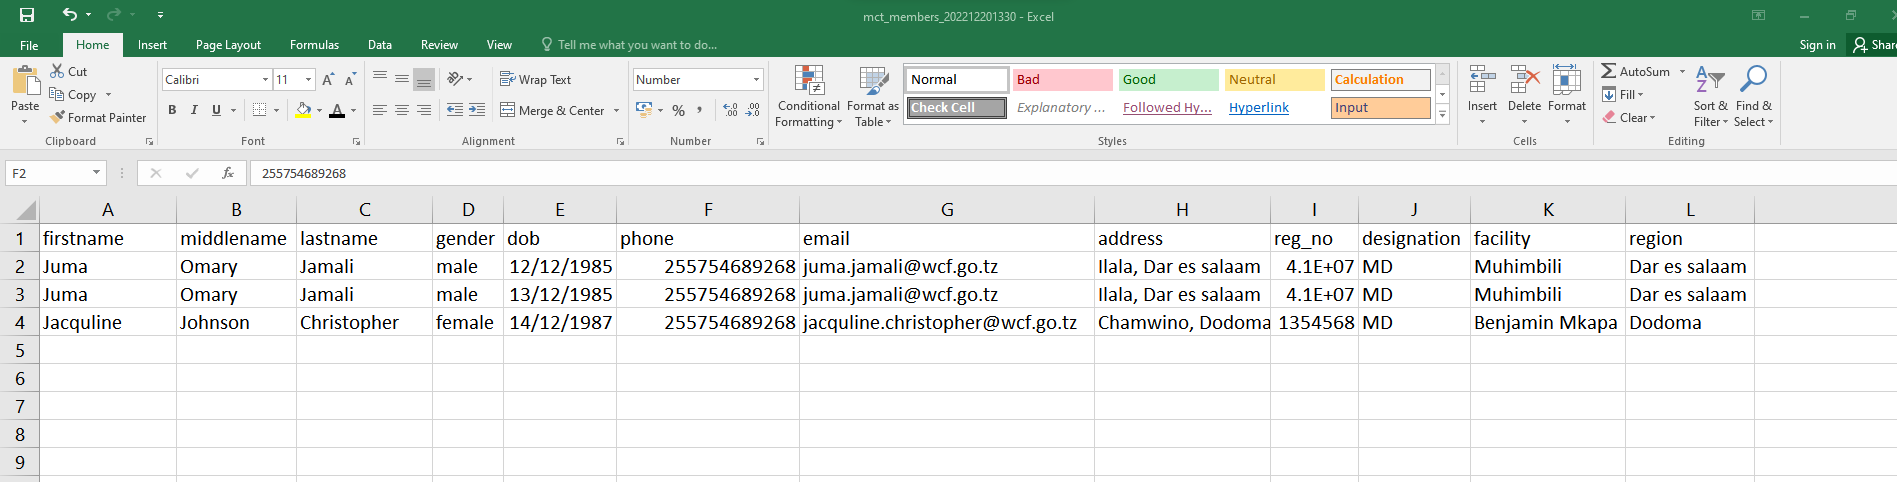 mct_members_202212201330 - Excel
File Home Insert Page Layout Formulas Data Review View Tell me what you want to do... Sign in Share
Cut Calibri 11 A A Wrap Text Number Normal Bad Good Neutral Calculation AutoSum
Copy Fill
Paste Conditional Format as Insert Delete Format Sort & Find &
Format Painter B I U A Merge & Center % , Formatting Table Check Cell Explanatory ... Followed Hy... Hyperlink Input Clear Filter Select
Clipboard Font Alignment Number Styles Cells Editing
F2 fx 255754689268
A B C D E F G H I J K L
1 firstname middlename lastname gender dob phone email address reg_no designation facility region
2 Juma Omary Jamali male 12/12/1985 255754689268 juma.jamali@wcf.go.tz Ilala, Dar es salaam 4.1E+07 MD Muhimbili Dar es salaam
3 Juma Omary Jamali male 13/12/1985 255754689268 juma.jamali@wcf.go.tz Ilala, Dar es salaam 4.1E+07 MD Muhimbili Dar es salaam
4 Jacquline Johnson Christopher female 14/12/1987 255754689268 jacquline.christopher@wcf.go.tz Chamwino, Dodoma 1354568 MD Benjamin Mkapa Dodoma
5
6
7
8
9